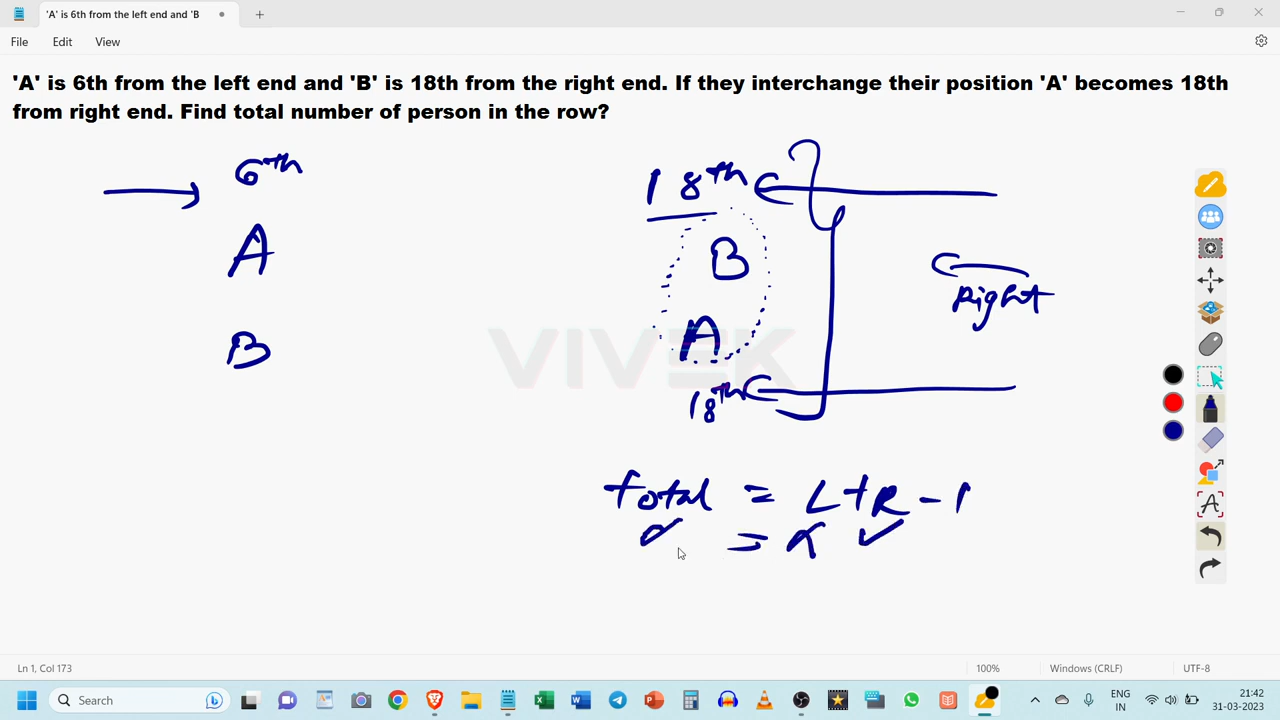 'A' is 6th from the left end and 'B
File Edit View
'A' is 6th from the left end and 'B' is 18th from the right end. If they interchange their position 'A' becomes 18th
from right end. Find total number of person in the row?
6th
18th
A
B
Right
B
A
VIVEK
18th
Total = L+R-1
=
A
Ln 1, Col 173
100%
Windows (CRLF)
UTF-8
Search
ENG
IN
21:42
31-03-2023